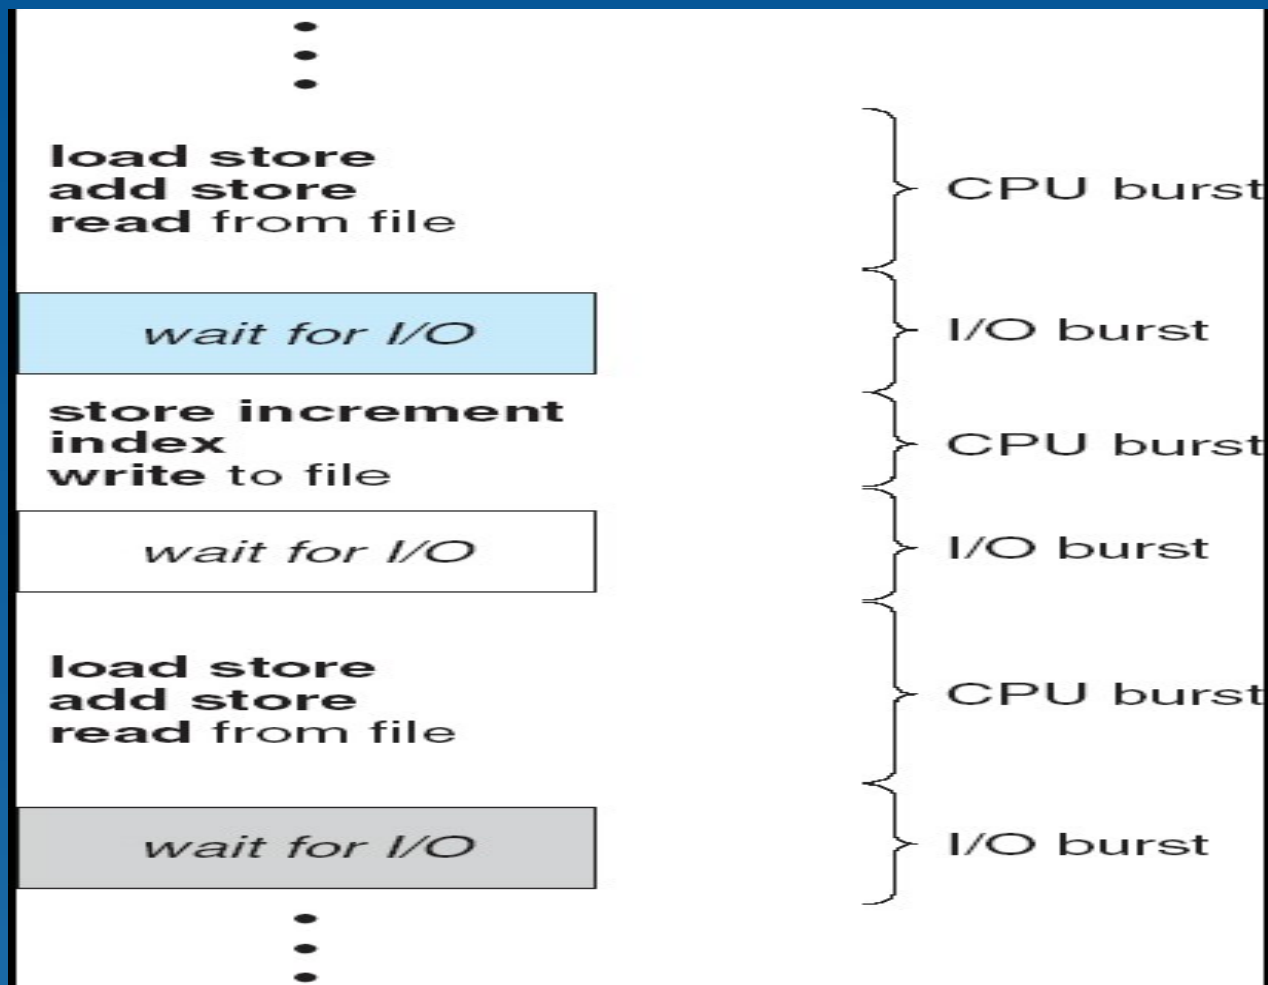 load store
add store
read from file
CPU burst
wait for I/O
I/O burst
store increment
index
write to file
CPU burst
wait for I/O
I/O burst
load store
add store
read from file
CPU burst
wait for I/O
I/O burst